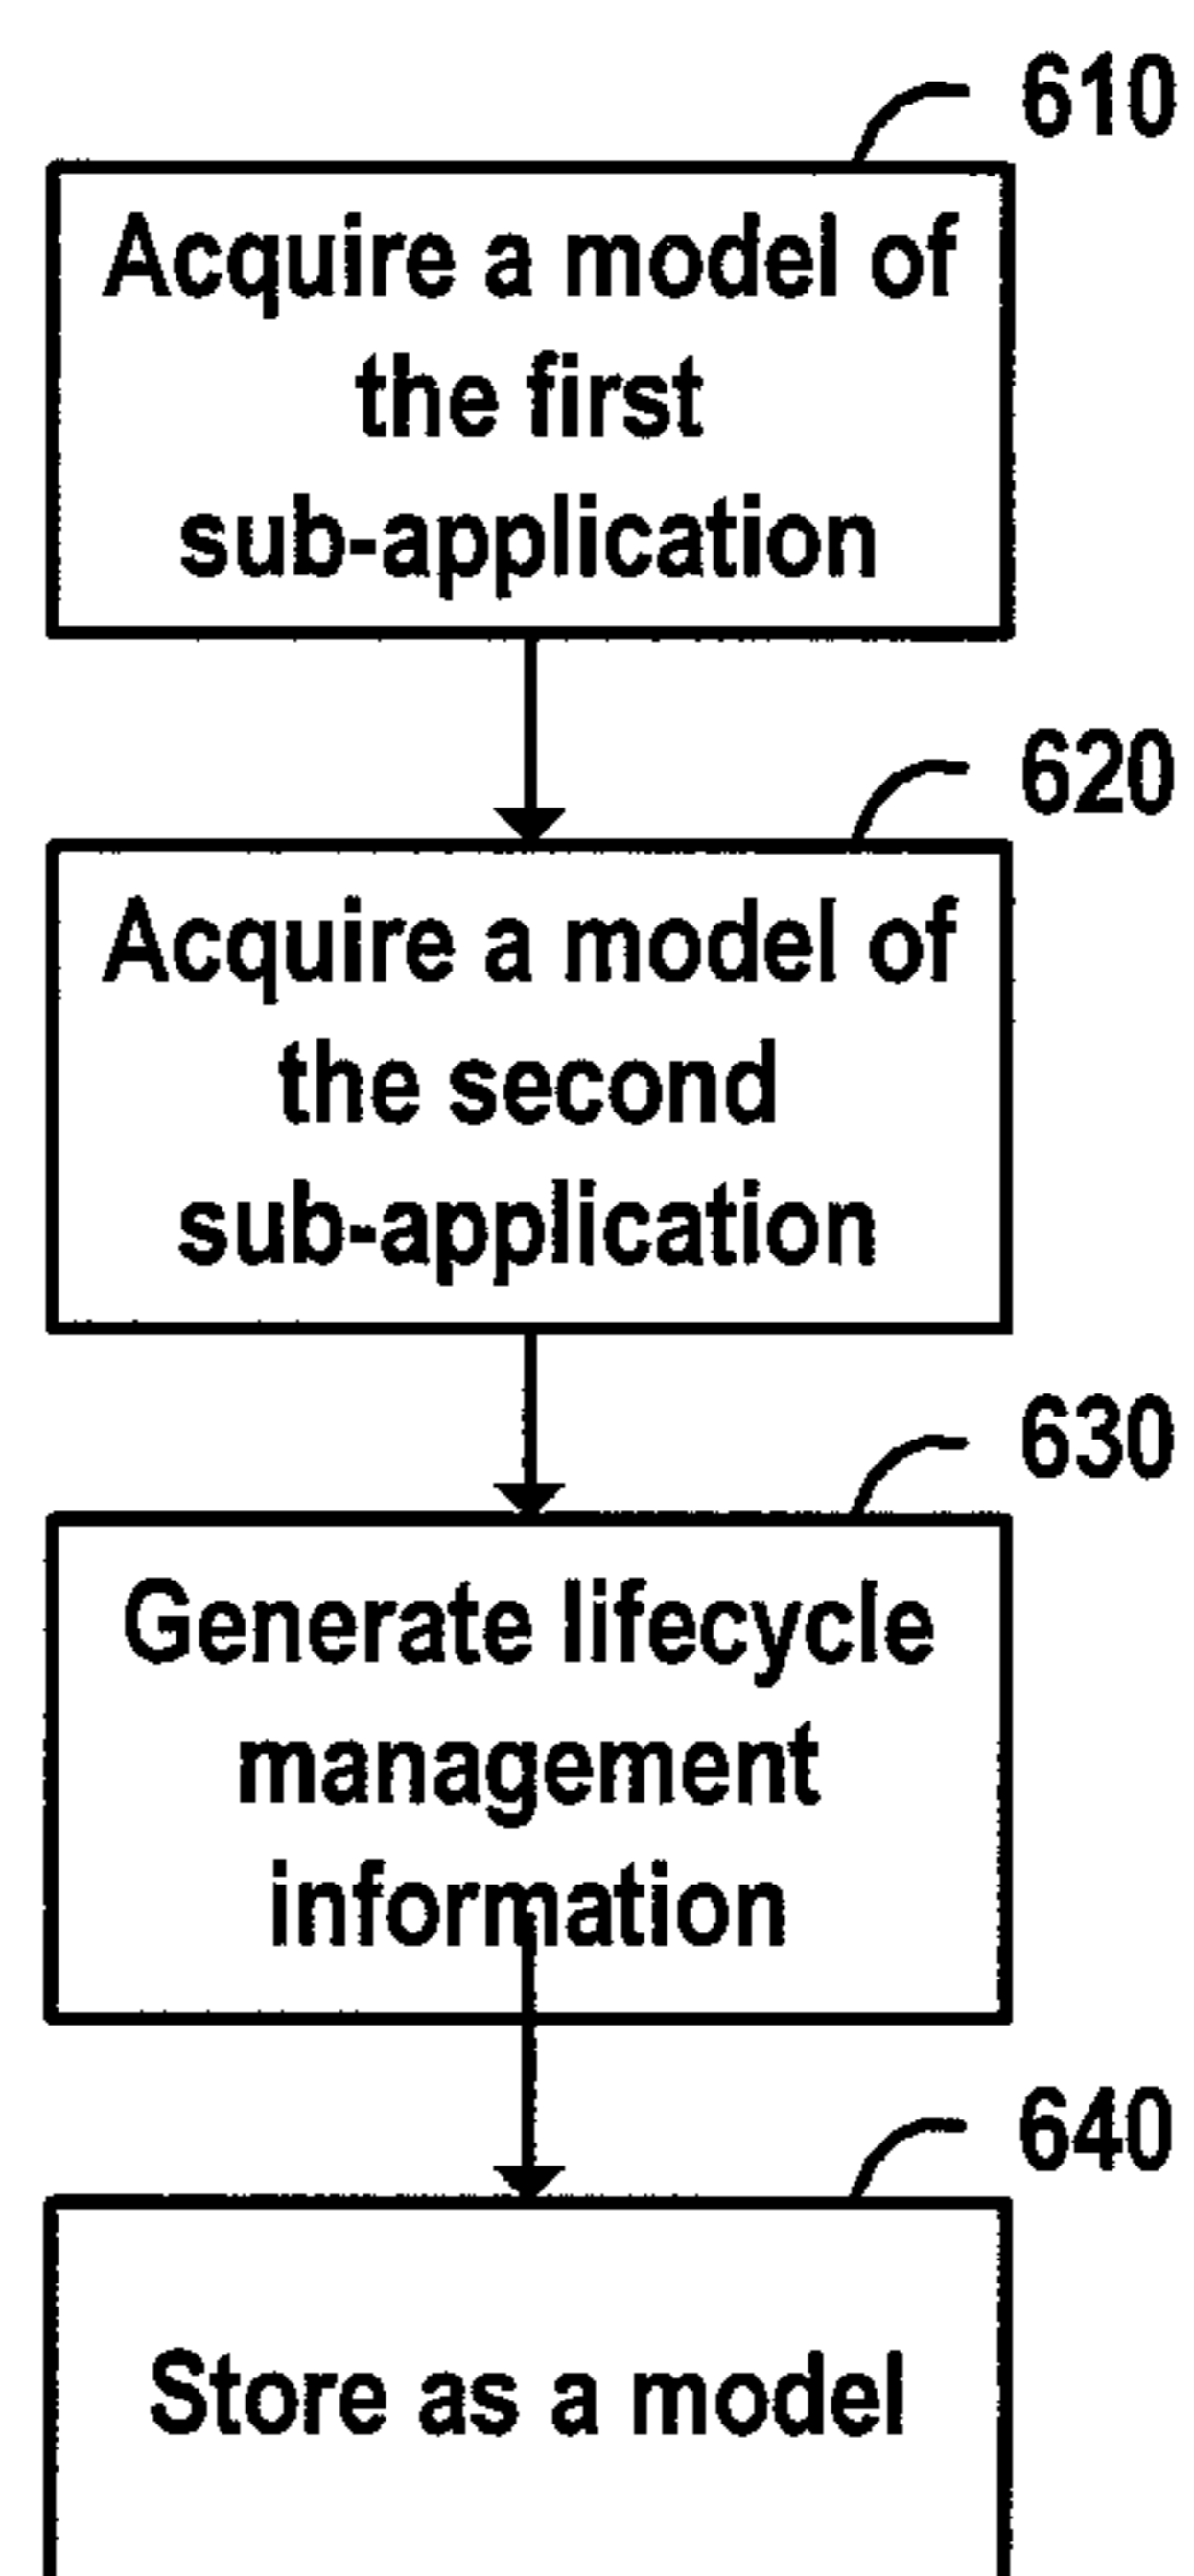 610
Acquire a model of
the first
sub-application
620
Acquire a model of
the second
sub-application
630
Generate lifecycle
management
information
640
Store as a model